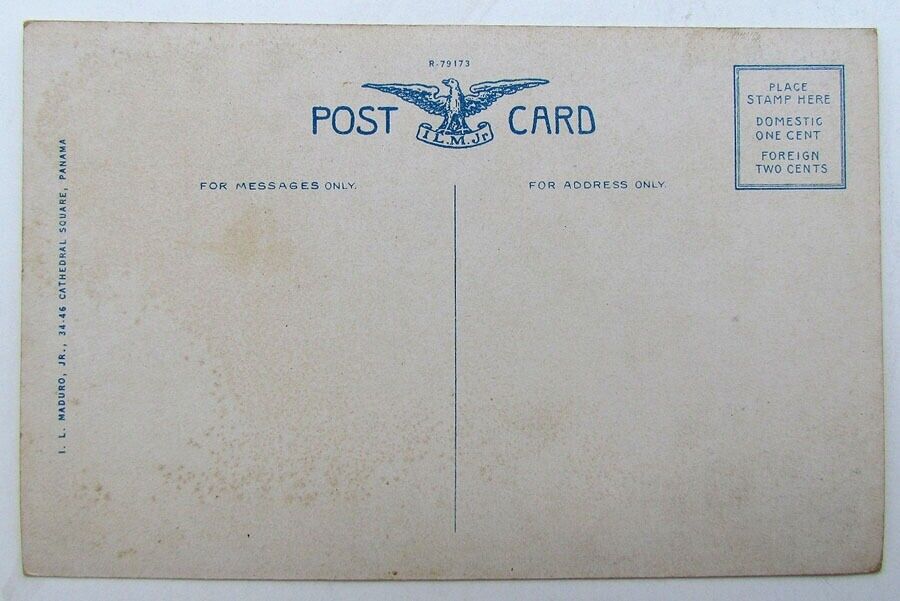 R-79173
POST CARD
I.L.M.Jr
FOR MESSAGES ONLY.
FOR ADDRESS ONLY.
PLACE
STAMP HERE
DOMESTIC
ONE CENT
FOREIGN
TWO CENTS
I. L. MADURO, JR., 34-46 CATHEDRAL SQUARE, PANAMA